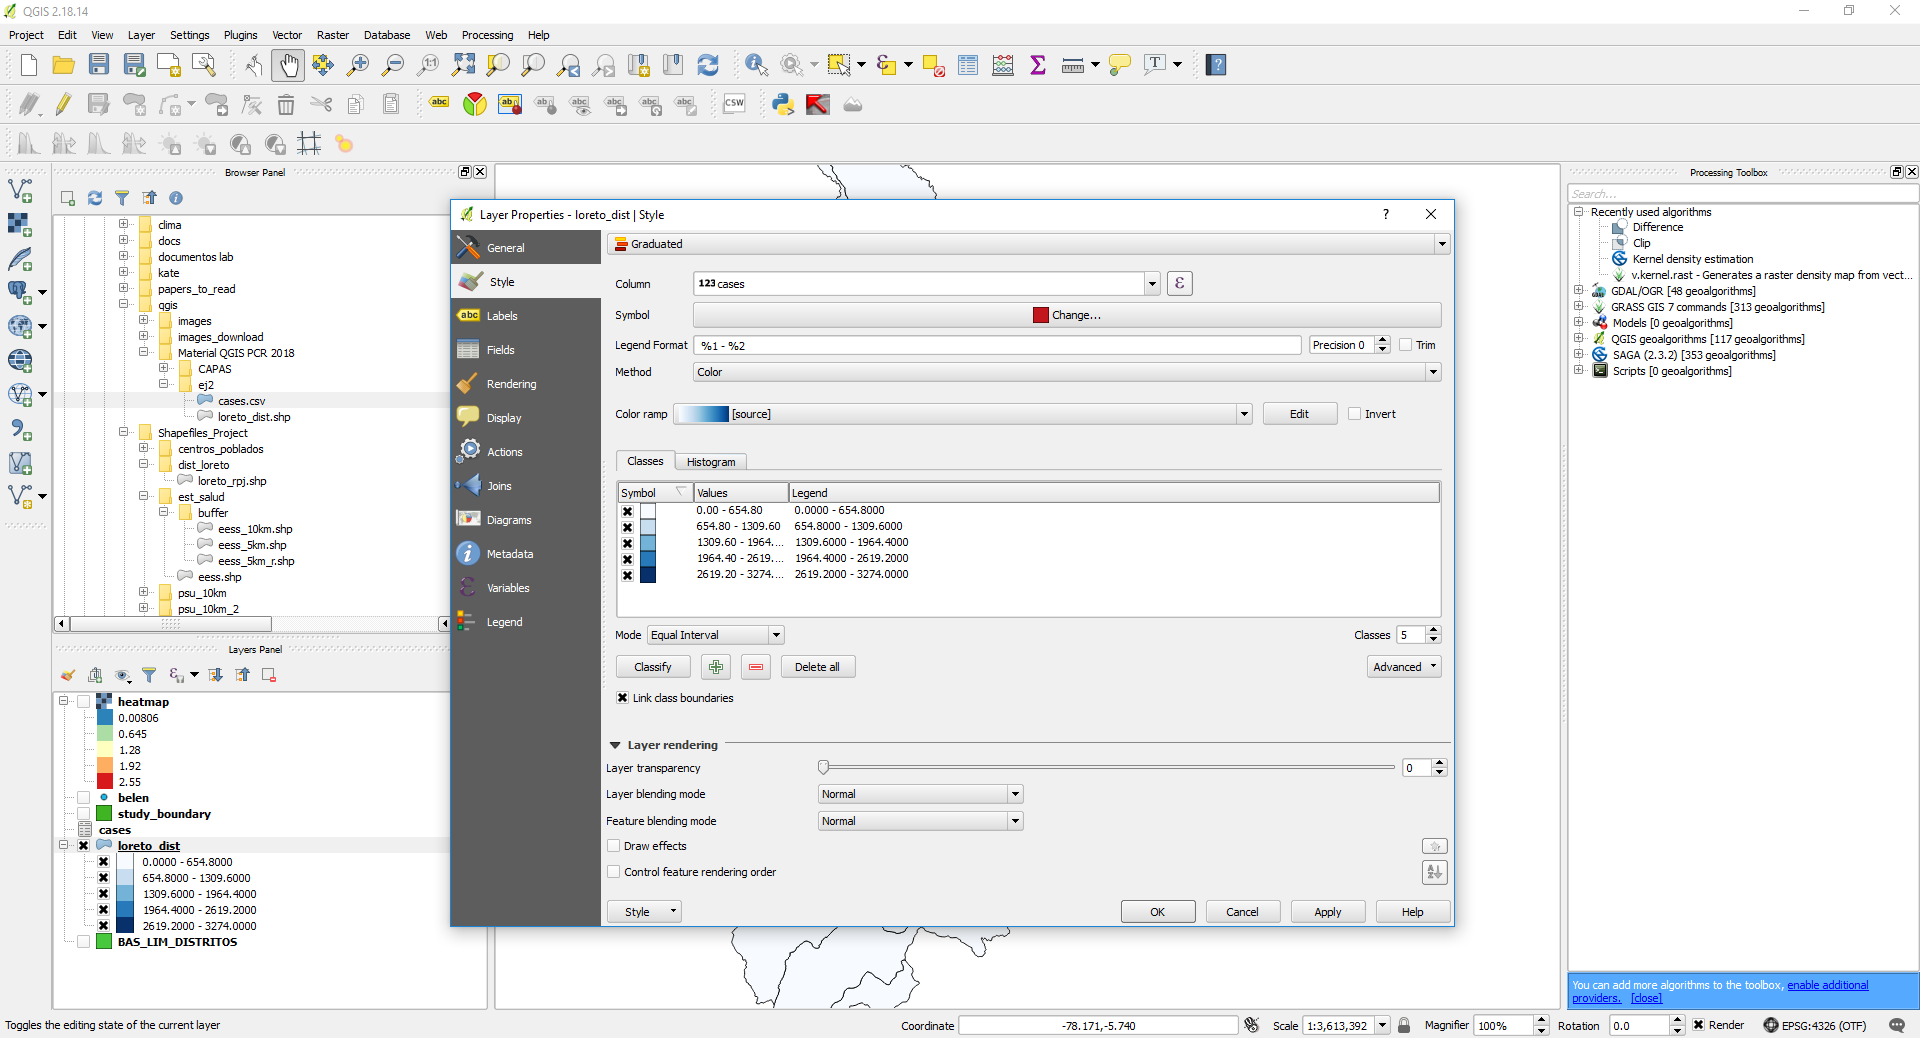 QGIS 2.18.14
Project Edit View Layer Settings Plugins Vector Raster Database Web Processing Help
abc
CSW
Browser Panel
clima
docs
documentos lab
kate
papers_to_read
qgis
images
images_download
Material QGIS PCR 2018
CAPAS
ej2
cases.csv
loreto_dist.shp
Shapefiles_Project
centros_poblados
dist_loreto
loreto_rpj.shp
est_salud
buffer
eess_10km.shp
eess_5km.shp
eess_5km_r.shp
eess.shp
psu_10km
psu_10km_2
Layers Panel
heatmap
0.00806
0.645
1.28
1.92
2.55
belen
study_boundary
cases
loreto_dist
0.0000 - 654.8000
654.8000 - 1309.6000
1309.6000 - 1964.4000
1964.4000 - 2619.2000
2619.2000 - 3274.0000
BAS_LIM_DISTRITOS
Layer Properties - loreto_dist | Style
General
Style
Labels
Fields
Rendering
Display
Actions
Joins
Diagrams
Metadata
Variables
Legend
Graduated
Column 123 cases ε
Symbol Change...
Legend Format %1 - %2 Precision 0 Trim
Method Color
Color ramp [source] Edit Invert
Classes Histogram
Symbol Values Legend
0.00 - 654.80 0.0000 - 654.8000
654.80 - 1309.60 654.8000 - 1309.6000
1309.60 - 1964.... 1309.6000 - 1964.4000
1964.40 - 2619.... 1964.4000 - 2619.2000
2619.20 - 3274.... 2619.2000 - 3274.0000
Mode Equal Interval Classes 5
Classify Delete all Advanced
Link class boundaries
Layer rendering
Layer transparency 0
Layer blending mode Normal
Feature blending mode Normal
Draw effects
Control feature rendering order
Style OK Cancel Apply Help
Processing Toolbox
Search...
Recently used algorithms
Difference
Clip
Kernel density estimation
v.kernel.rast - Generates a raster density map from vect...
GDAL/OGR [48 geoalgorithms]
GRASS GIS 7 commands [313 geoalgorithms]
Models [0 geoalgorithms]
QGIS geoalgorithms [117 geoalgorithms]
SAGA (2.3.2) [353 geoalgorithms]
Scripts [0 geoalgorithms]
You can add more algorithms to the toolbox, enable additional
providers. [close]
Toggles the editing state of the current layer Coordinate -78.171,-5.740 Scale 1:3,613,392 Magnifier 100% Rotation 0.0 Render EPSG:4326 (OTF)